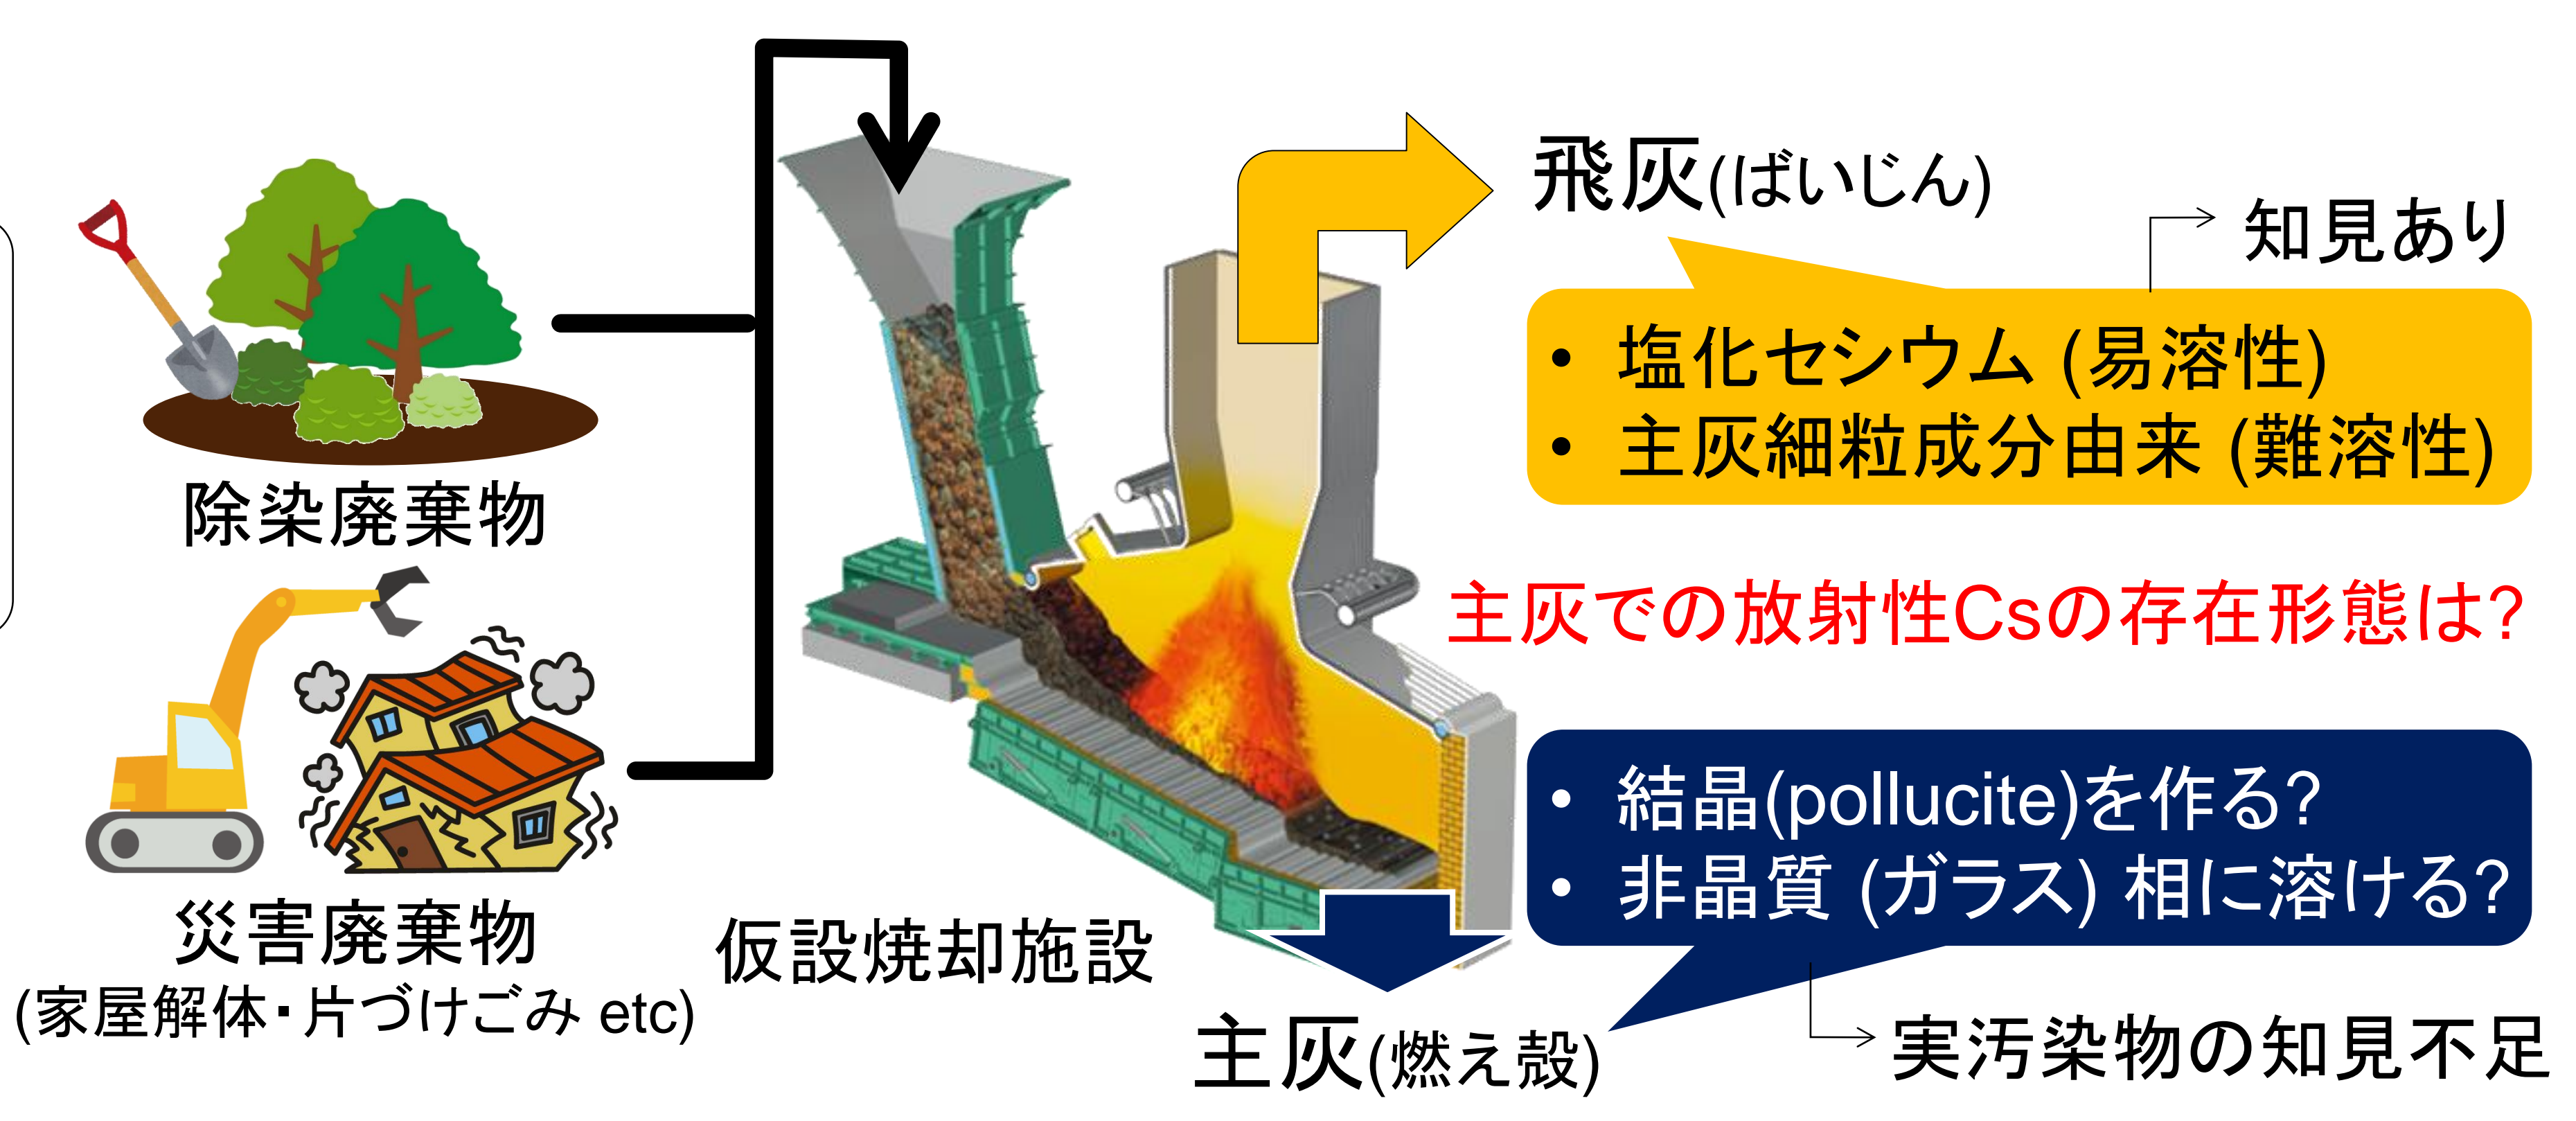 除染廃棄物
災害廃棄物
(家屋解体・片づけごみ etc)
仮設焼却施設
飛灰(ばいじん)
知見あり
• 塩化セシウム (易溶性)
• 主灰細粒成分由来 (難溶性)
主灰での放射性Csの存在形態は?
• 結晶(pollucite)を作る?
• 非晶質 (ガラス) 相に溶ける?
主灰(燃え殻)
実汚染物の知見不足